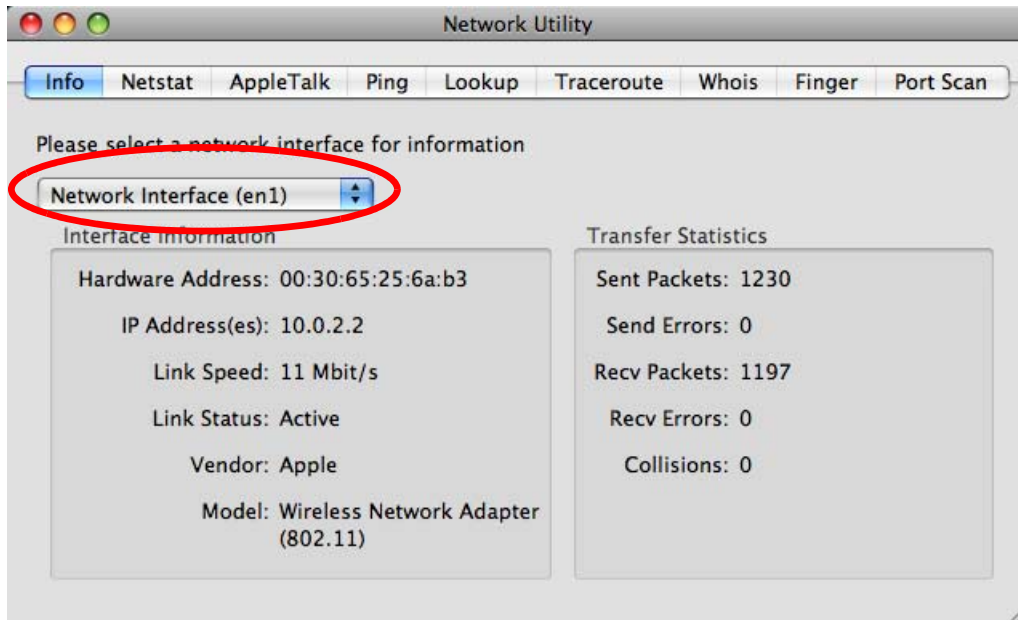 Network Utility
Info Netstat AppleTalk Ping Lookup Traceroute Whois Finger Port Scan
Please select a network interface for information
Network Interface (en1)
Interface Information
Hardware Address: 00:30:65:25:6a:b3
IP Address(es): 10.0.2.2
Link Speed: 11 Mbit/s
Link Status: Active
Vendor: Apple
Model: Wireless Network Adapter
(802.11)
Transfer Statistics
Sent Packets: 1230
Send Errors: 0
Recv Packets: 1197
Recv Errors: 0
Collisions: 0